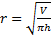 r = √(V/πh)